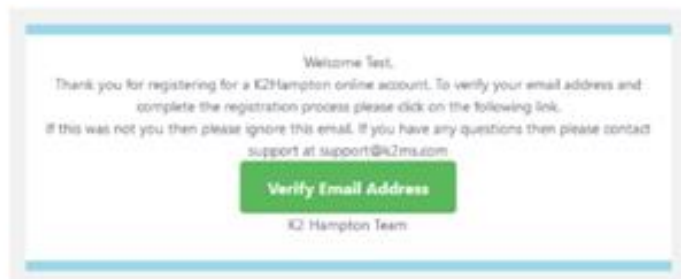 Welcome Test,
Thank you for registering for a K2Hampton online account. To verify your email address and
complete the registration process please click on the following link.
If this was not you then please ignore this email. If you have any questions then please contact
support at support@k2ms.com
Verify Email Address
K2 Hampton Team